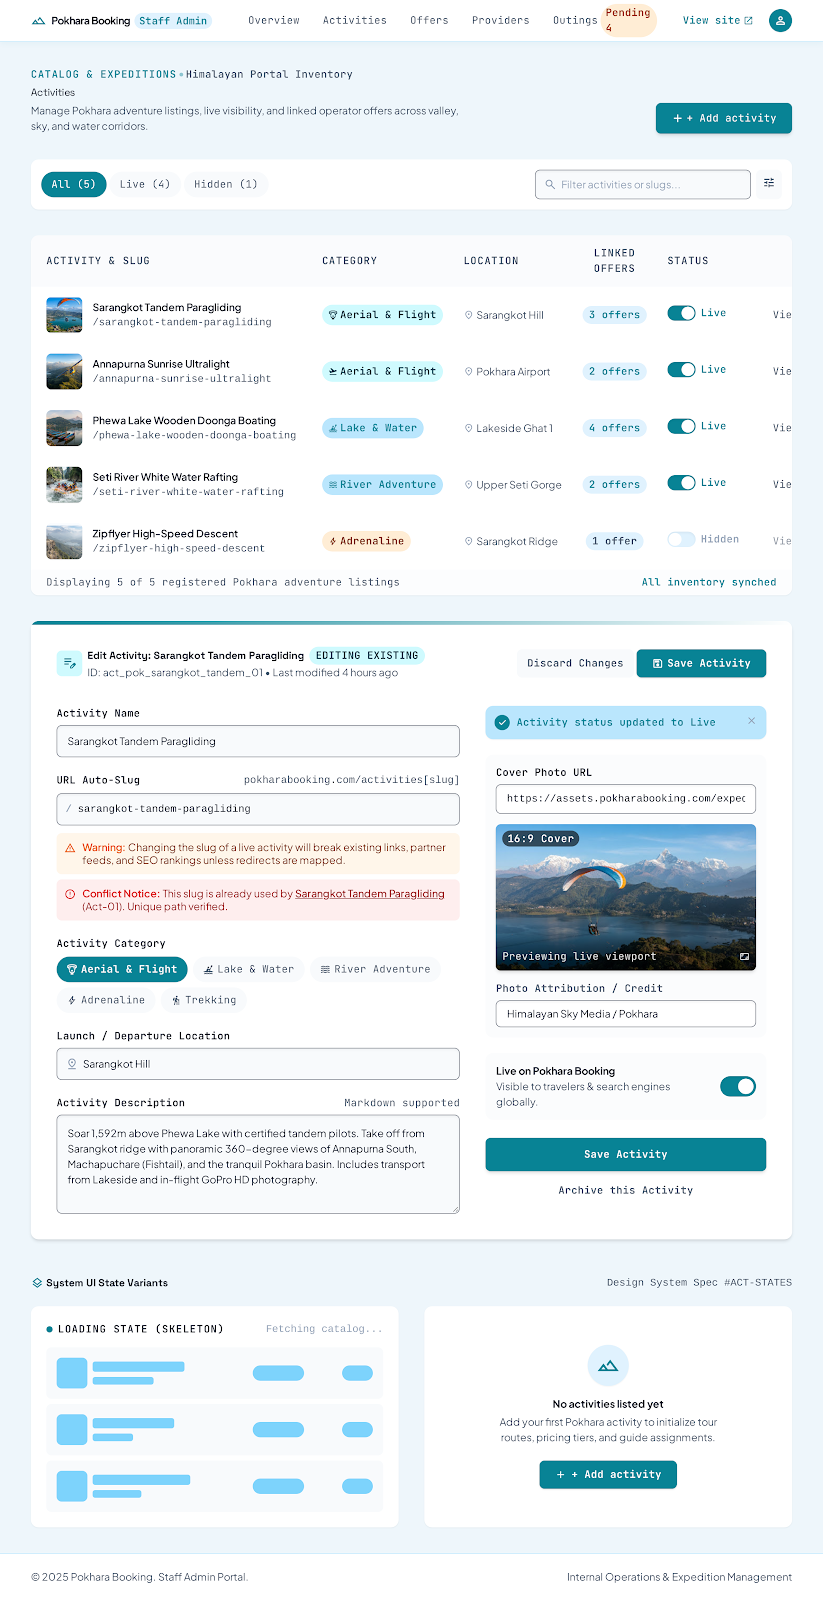 Pokhara Booking Staff Admin Overview Activities Offers Providers Outings Pending 4 View site
CATALOG & EXPEDITIONS • Himalayan Portal Inventory
Activities
Manage Pokhara adventure listings, live visibility, and linked operator offers across valley,
sky, and water corridors.
+ + Add activity
All (5) Live (4) Hidden (1) Filter activities or slugs...
ACTIVITY & SLUG CATEGORY LOCATION LINKED OFFERS STATUS
Sarangkot Tandem Paragliding
/sarangkot-tandem-paragliding
Aerial & Flight Sarangkot Hill 3 offers Live Vie
Annapurna Sunrise Ultralight
/annapurna-sunrise-ultralight
Aerial & Flight Pokhara Airport 2 offers Live Vie
Phewa Lake Wooden Doonga Boating
/phewa-lake-wooden-doonga-boating
Lake & Water Lakeside Ghat 1 4 offers Live Vie
Seti River White Water Rafting
/seti-river-white-water-rafting
River Adventure Upper Seti Gorge 2 offers Live Vie
Zipflyer High-Speed Descent
/zipflyer-high-speed-descent
Adrenaline Sarangkot Ridge 1 offer Hidden Vie
Displaying 5 of 5 registered Pokhara adventure listings All inventory synched
Edit Activity: Sarangkot Tandem Paragliding EDITING EXISTING
ID: act_pok_sarangkot_tandem_01 • Last modified 4 hours ago
Discard Changes Save Activity
Activity Name
Sarangkot Tandem Paragliding
URL Auto-Slug pokharabooking.com/activities[slug]
/ sarangkot-tandem-paragliding
Warning: Changing the slug of a live activity will break existing links, partner
feeds, and SEO rankings unless redirects are mapped.
Conflict Notice: This slug is already used by Sarangkot Tandem Paragliding
(Act-01). Unique path verified.
Activity Category
Aerial & Flight Lake & Water River Adventure
Adrenaline Trekking
Launch / Departure Location
Sarangkot Hill
Activity Description Markdown supported
Soar 1,592m above Phewa Lake with certified tandem pilots. Take off from
Sarangkot ridge with panoramic 360-degree views of Annapurna South,
Machapuchare (Fishtail), and the tranquil Pokhara basin. Includes transport
from Lakeside and in-flight GoPro HD photography.
Activity status updated to Live
Cover Photo URL
https://assets.pokharabooking.com/expec
16:9 Cover
Previewing live viewport
Photo Attribution / Credit
Himalayan Sky Media / Pokhara
Live on Pokhara Booking
Visible to travelers & search engines
globally.
Save Activity
Archive this Activity
System UI State Variants Design System Spec #ACT-STATES
LOADING STATE (SKELETON) Fetching catalog...
No activities listed yet
Add your first Pokhara activity to initialize tour
routes, pricing tiers, and guide assignments.
+ + Add activity
© 2025 Pokhara Booking. Staff Admin Portal. Internal Operations & Expedition Management